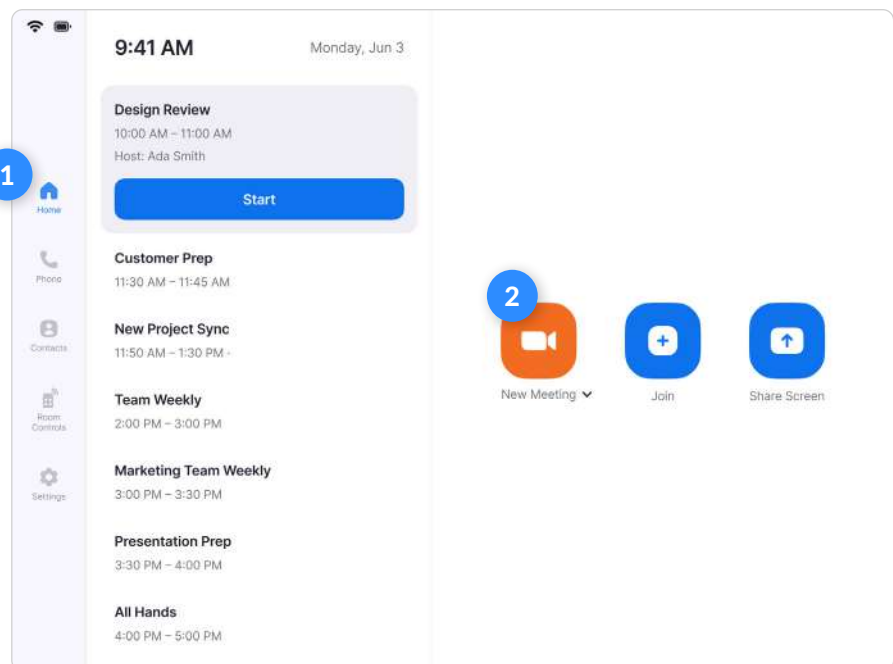 9:41 AM
Monday, Jun 3
Design Review
10:00 AM – 11:00 AM
Host: Ada Smith
Start
1
Home
Phone
Contacts
Room
Controls
Settings
Customer Prep
11:30 AM – 11:45 AM
New Project Sync
11:50 AM – 1:30 PM -
Team Weekly
2:00 PM – 3:00 PM
Marketing Team Weekly
3:00 PM – 3:30 PM
Presentation Prep
3:30 PM – 4:00 PM
All Hands
4:00 PM – 5:00 PM
2
New Meeting
Join
Share Screen